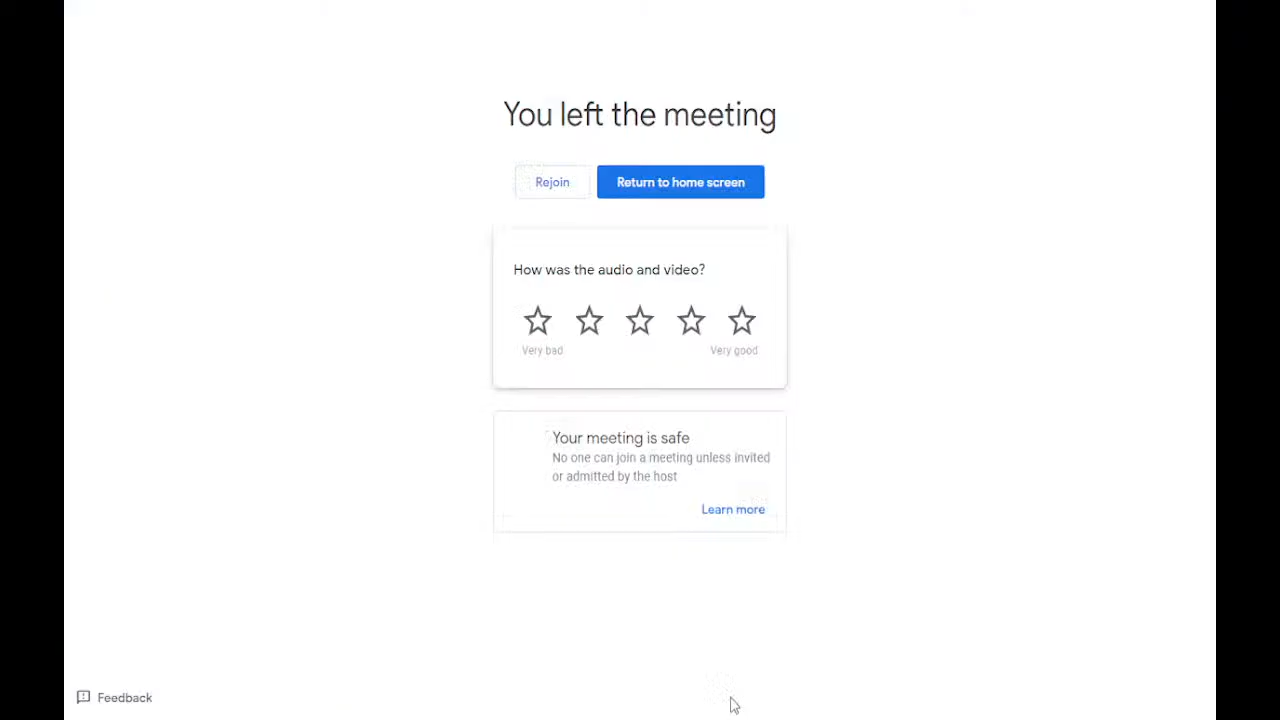 You left the meeting
Rejoin
Return to home screen
How was the audio and video?
Very bad
Very good
Your meeting is safe
No one can join a meeting unless invited
or admitted by the host
Learn more
Feedback